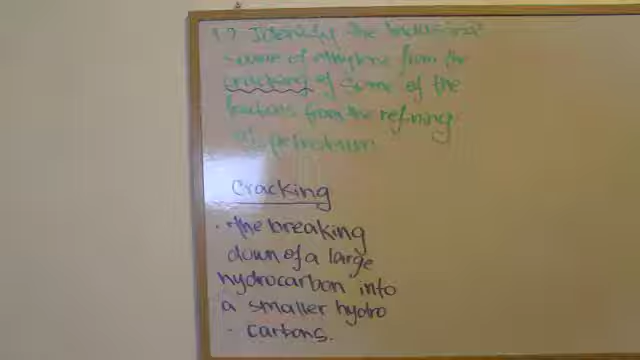 1.7 Identify the Industrial
source of ethylene from the
cracking of some of the
fractions from the refining
of petroleum
Cracking
. the breaking
down of a large
hydrocarbon into
a smaller hydro
- carbons.